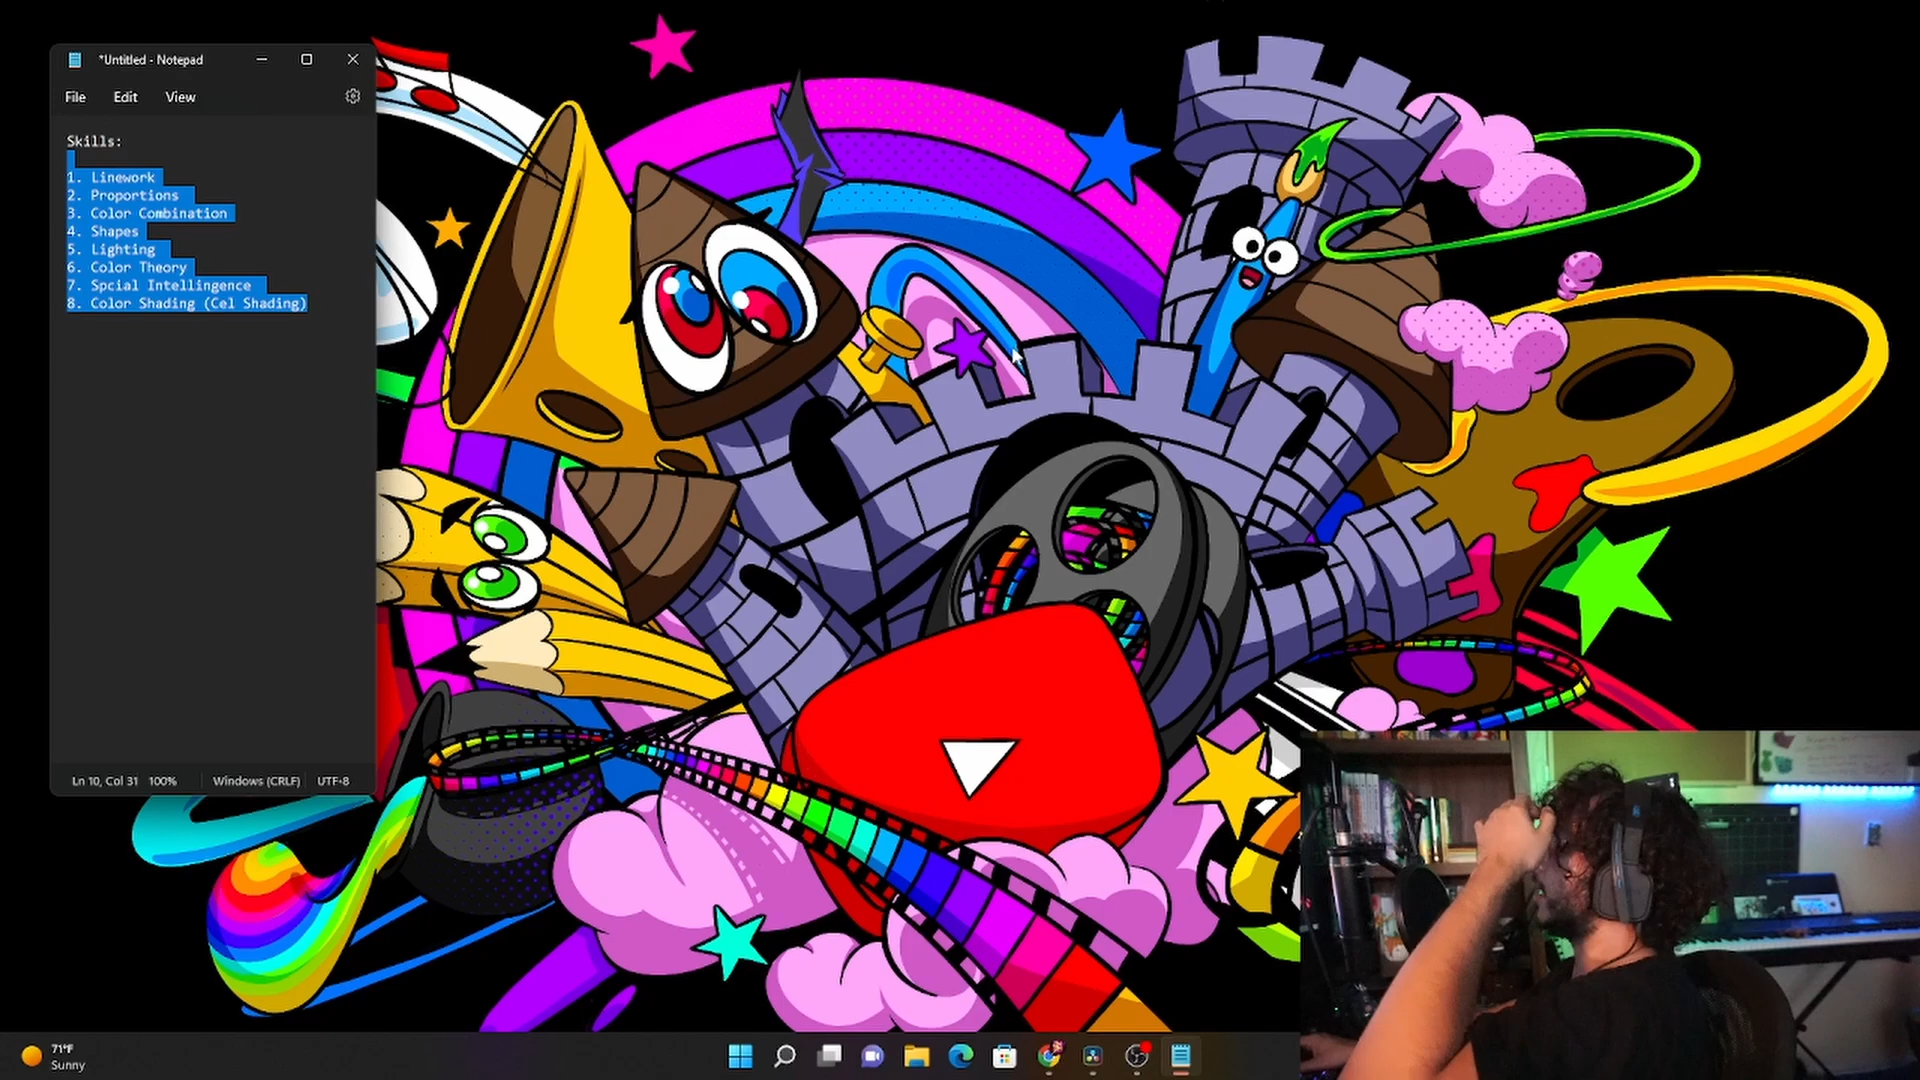 *Untitled - Notepad
File Edit View
Skills:
1. Linework
2. Proportions
3. Color Combination
4. Shapes
5. Lighting
6. Color Theory
7. Spcial Intellingence
8. Color Shading (Cel Shading)
Ln 10, Col 31 100% Windows (CRLF) UTF-8
71°F
Sunny